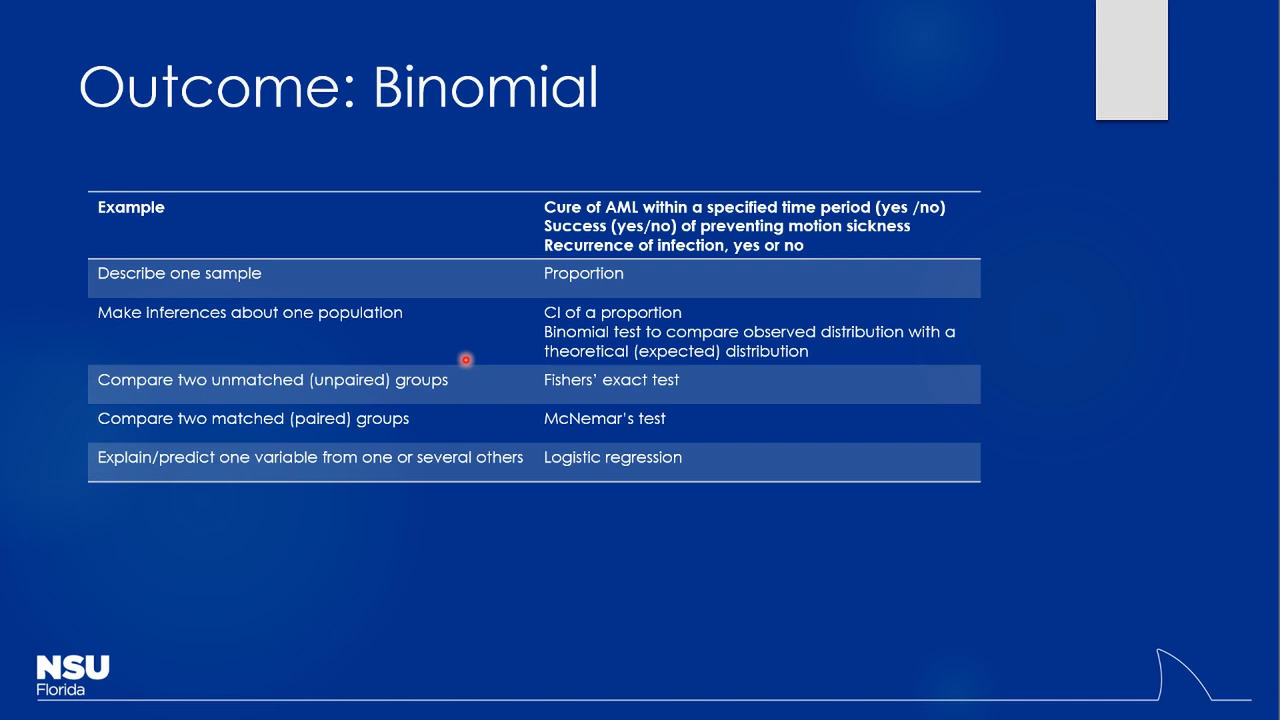 Outcome: Binomial
Example
Cure of AML within a specified time period (yes /no)
Success (yes/no) of preventing motion sickness
Recurrence of infection, yes or no
Describe one sample
Proportion
Make inferences about one population
CI of a proportion
Binomial test to compare observed distribution with a
theoretical (expected) distribution
Compare two unmatched (unpaired) groups
Fishers’ exact test
Compare two matched (paired) groups
McNemar’s test
Explain/predict one variable from one or several others
Logistic regression
NSU
Florida